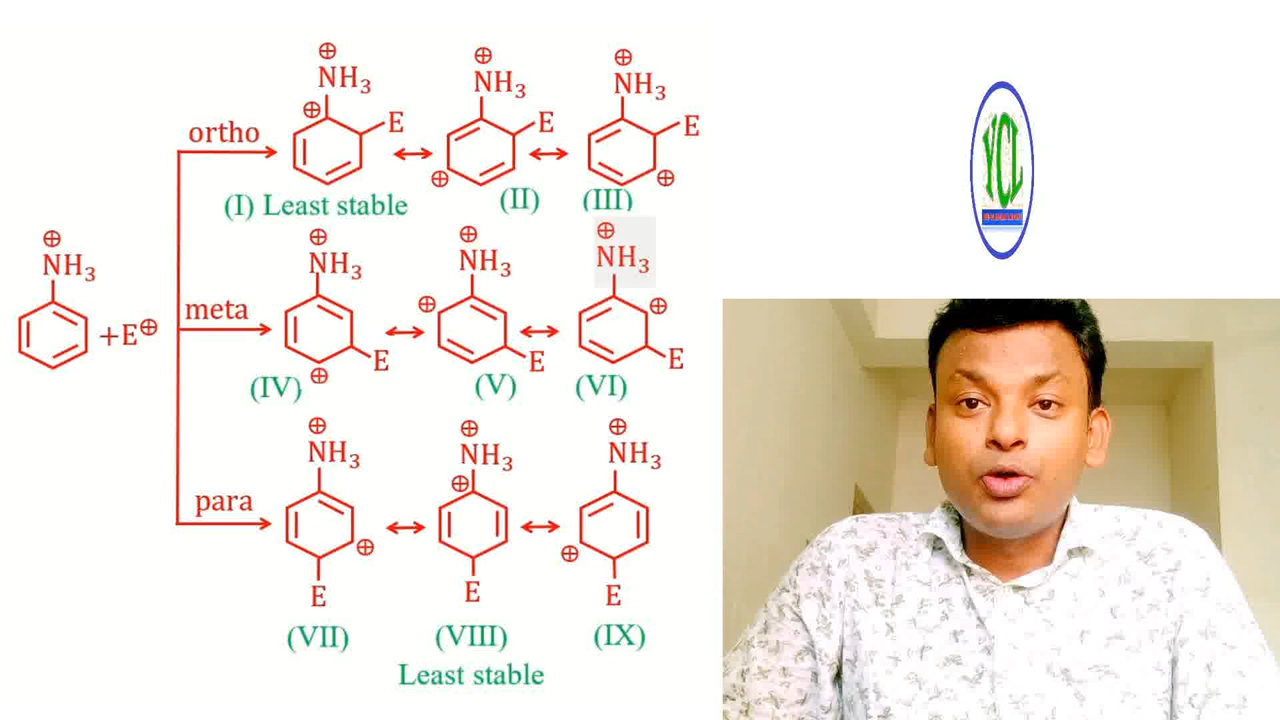 ⊕
NH₃
⊕
ortho
E
(I) Least stable
⊕
NH₃
E
⊕
(II)
⊕
NH₃
E
⊕
(III)
⊕
NH₃
+E⊕
meta
⊕
NH₃
E
⊕
(IV)
⊕
NH₃
⊕
E
(V)
⊕
NH₃
⊕
E
(VI)
para
⊕
NH₃
⊕
E
(VII)
⊕
NH₃
⊕
E
(VIII)
Least stable
⊕
NH₃
⊕
E
(IX)
YCL